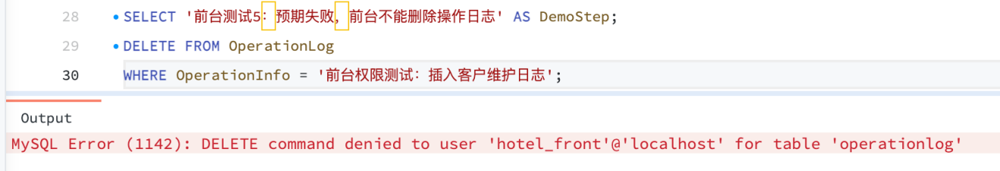 28 SELECT '前台测试5：预期失败，前台不能删除操作日志' AS DemoStep;
29 DELETE FROM OperationLog
30 WHERE OperationInfo = '前台权限测试：插入客户维护日志';
Output
MySQL Error (1142): DELETE command denied to user 'hotel_front'@'localhost' for table 'operationlog'